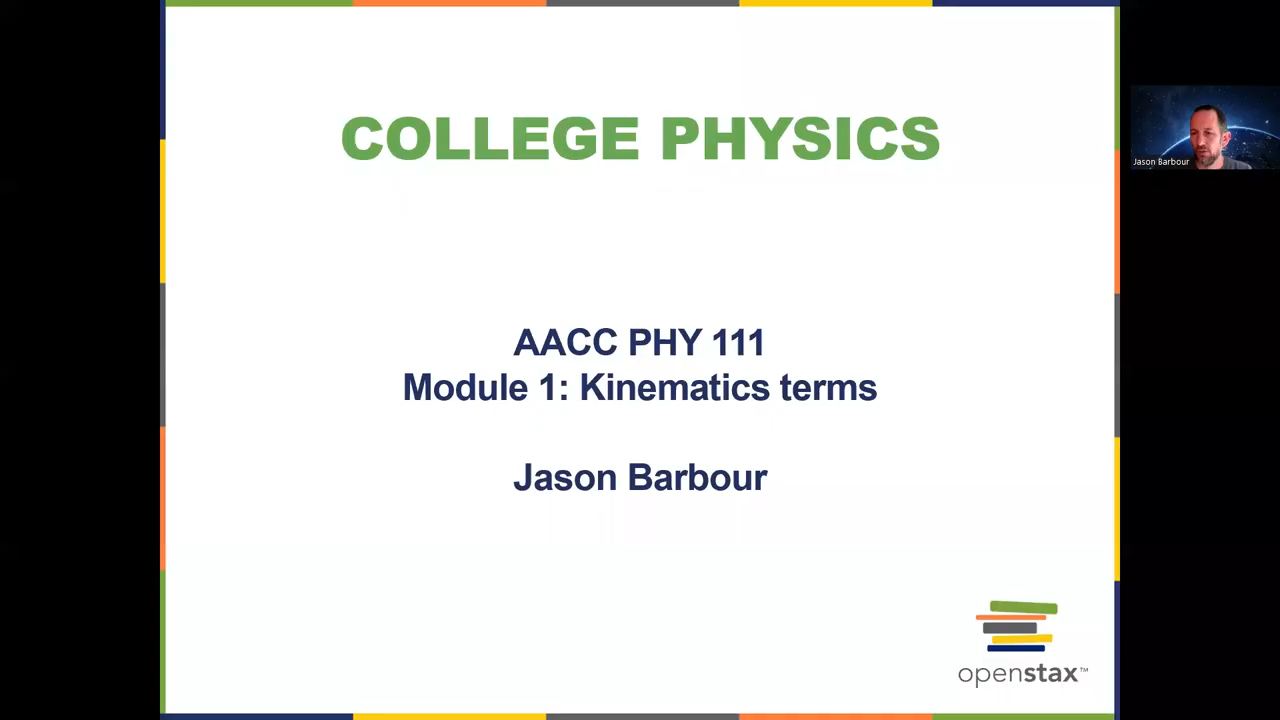 COLLEGE PHYSICS
AACC PHY 111
Module 1: Kinematics terms
Jason Barbour
openstax™
Jason Barbour